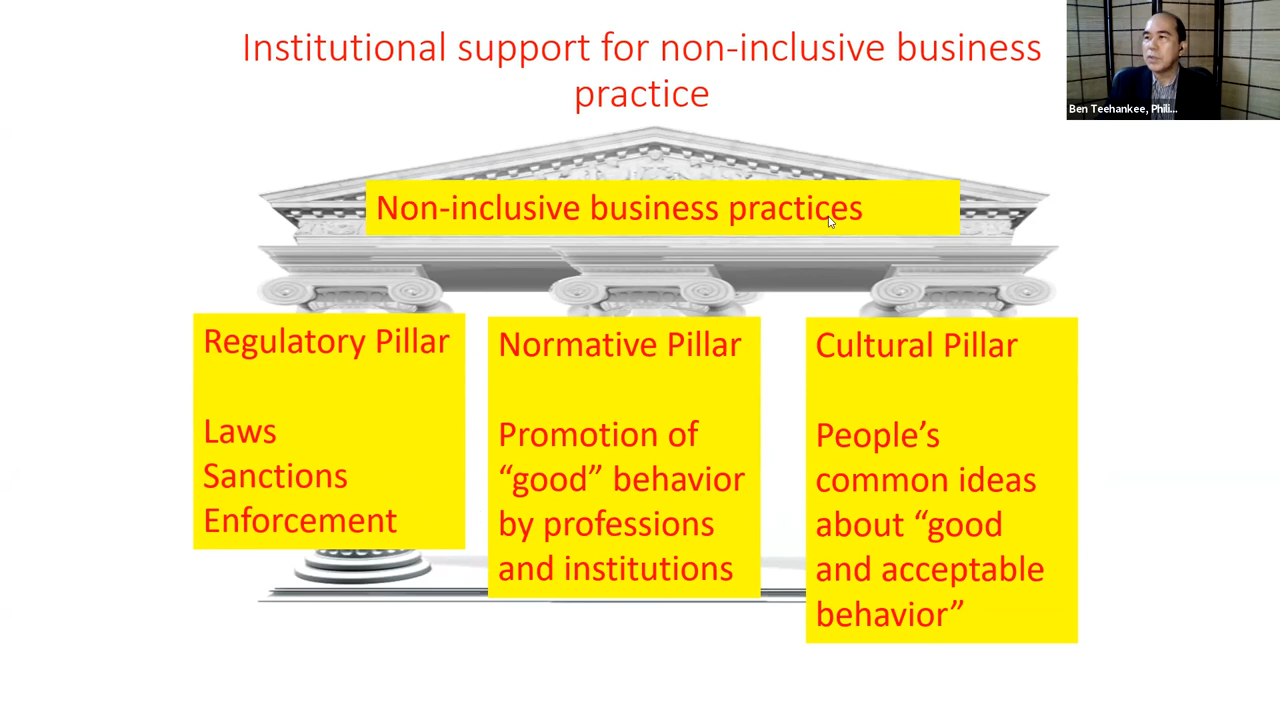 Institutional support for non-inclusive business
practice
Ben Teehankee, Phili...
Non-inclusive business practices
Regulatory Pillar
Laws
Sanctions
Enforcement
Normative Pillar
Promotion of
“good” behavior
by professions
and institutions
Cultural Pillar
People’s
common ideas
about “good
and acceptable
behavior”